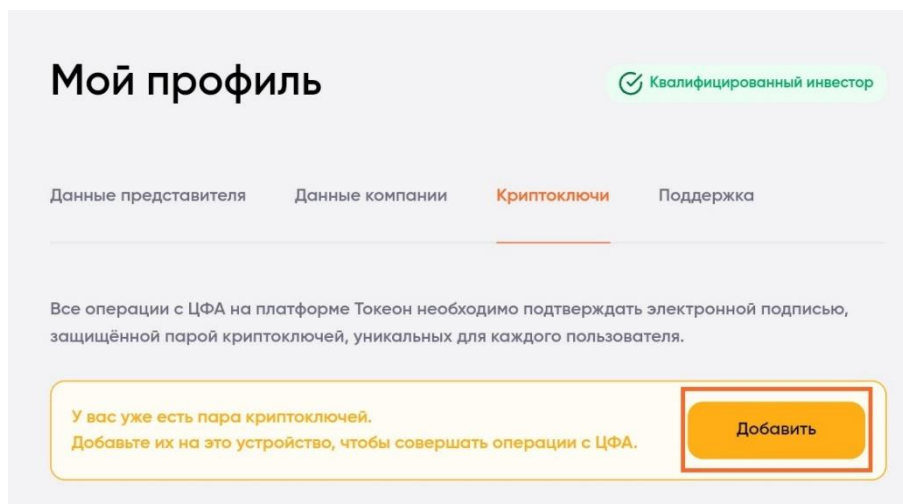 Мой профиль
Квалифицированный инвестор
Данные представителя
Данные компании
Криптоключи
Поддержка
Все операции с ЦФА на платформе Токеон необходимо подтверждать электронной подписью,
защищённой парой криптоключей, уникальных для каждого пользователя.
У вас уже есть пара криптоключей.
Добавьте их на это устройство, чтобы совершать операции с ЦФА.
Добавить